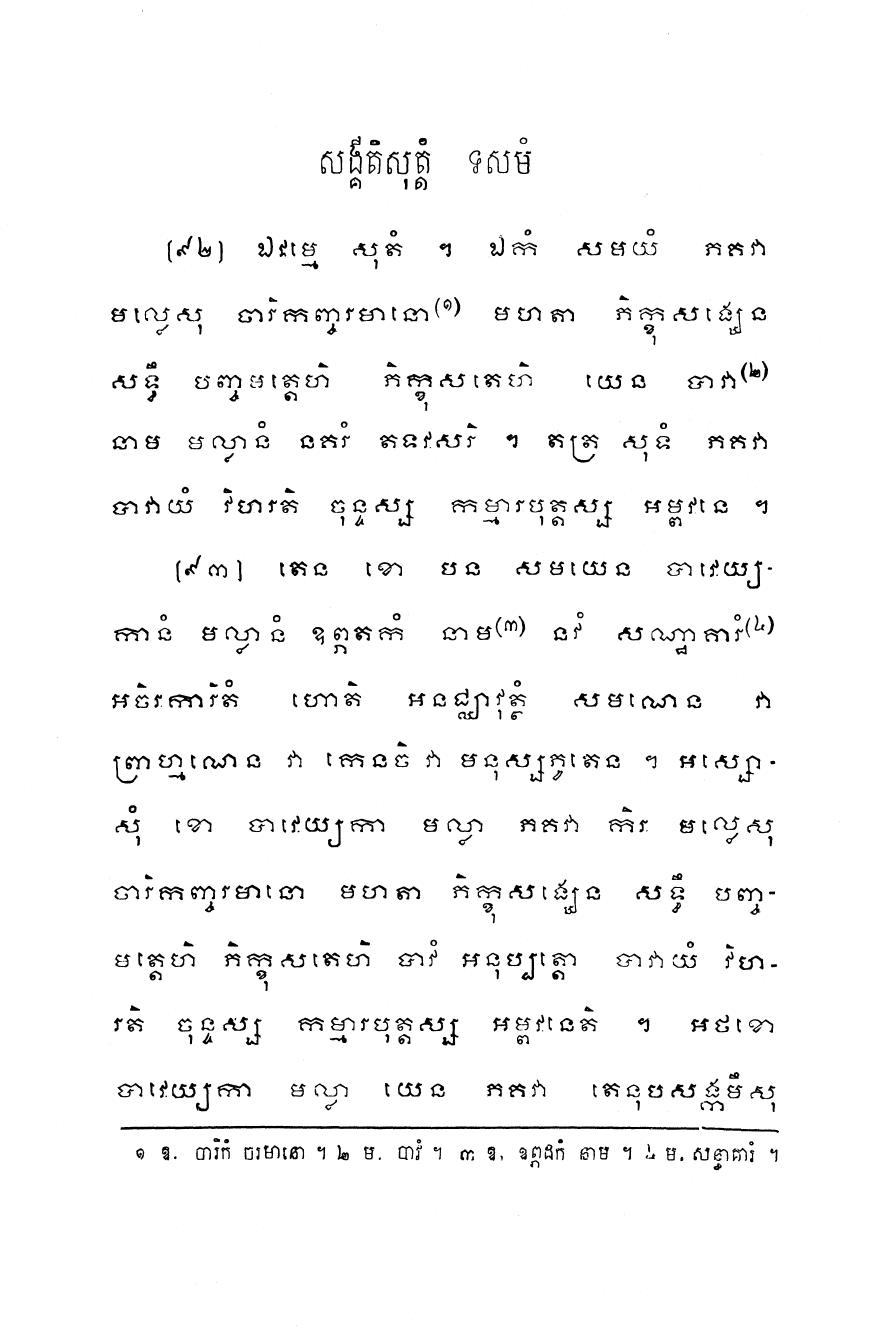 សង្គីតិសុត្តំ ទសមំ
[៩២] ឯវម្មេ សុតំ ។ ឯកំ សមយំ ភគវា
មល្លេសុ ចារិកញ្ចរមានោ(១) មហតា ភិក្ខុសង្ឃេន
សទ្ធឹ បញ្ចមត្តេហិ ភិក្ខុសតេហិ យេន បាវា(២)
នាម មល្លានំ នគរំ តទវសរិ ។ តត្រ សុទំ ភគវា
បាវាយំ វិហរតិ ចុន្ទស្ស កម្មារបុត្តស្ស អម្ពវនេ ។
[៩៣] តេន ខោ បន សមយេន បាវេយ្យ-
កានំ មល្លានំ ឧព្ភតកំ នាម(៣) នវំ សណ្ឋាគារំ(៤)
អចិរការិតំ ហោតិ អនជ្ឈាវុត្ថំ សមណេន វា
ព្រាហ្មណេន វា កេនចិ វា មនុស្សភូតេន ។ អស្សោ-
សុំ ខោ បាវេយ្យកា មល្លា ភគវា កិរ មល្លេសុ
ចារិកញ្ចរមានោ មហតា ភិក្ខុសង្ឃេន សទ្ធឹ បញ្ច-
មត្តេហិ ភិក្ខុសតេហិ បាវំ អនុប្បត្តោ បាវាយំ វិហ-
រតិ ចុន្ទស្ស កម្មារបុត្តស្ស អម្ពវនេតិ ។ អថខោ
បាវេយ្យកា មល្លា យេន ភគវា តេនុបសង្កមឹសុ
១ ឱ. ចារិកំ ចរមានោ ។ ២ ម. បាវំ ។ ៣ ឱ. ឧព្ភដកំ នាម ។ ៤ ម. សន្ធាគារំ ។